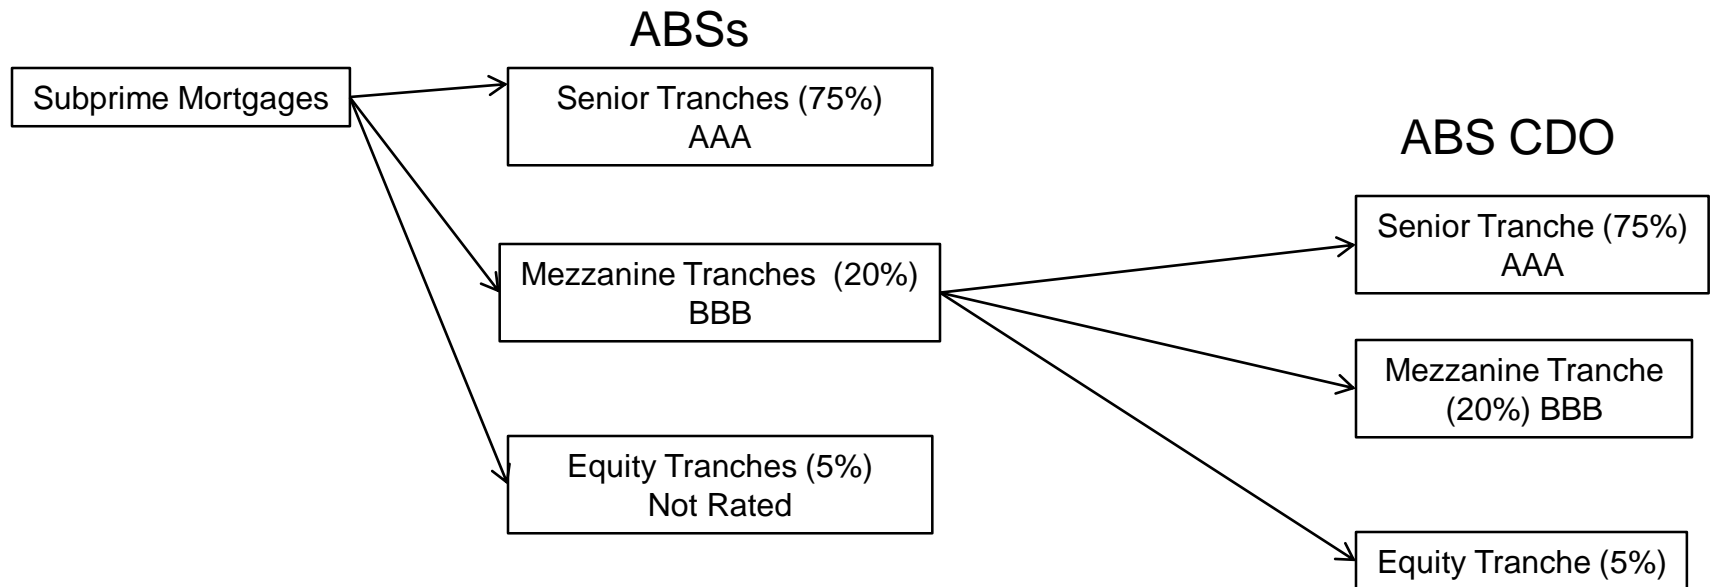 ABSs
Subprime Mortgages
Senior Tranches (75%)
AAA
Mezzanine Tranches (20%)
BBB
Equity Tranches (5%)
Not Rated
ABS CDO
Senior Tranche (75%)
AAA
Mezzanine Tranche
(20%) BBB
Equity Tranche (5%)